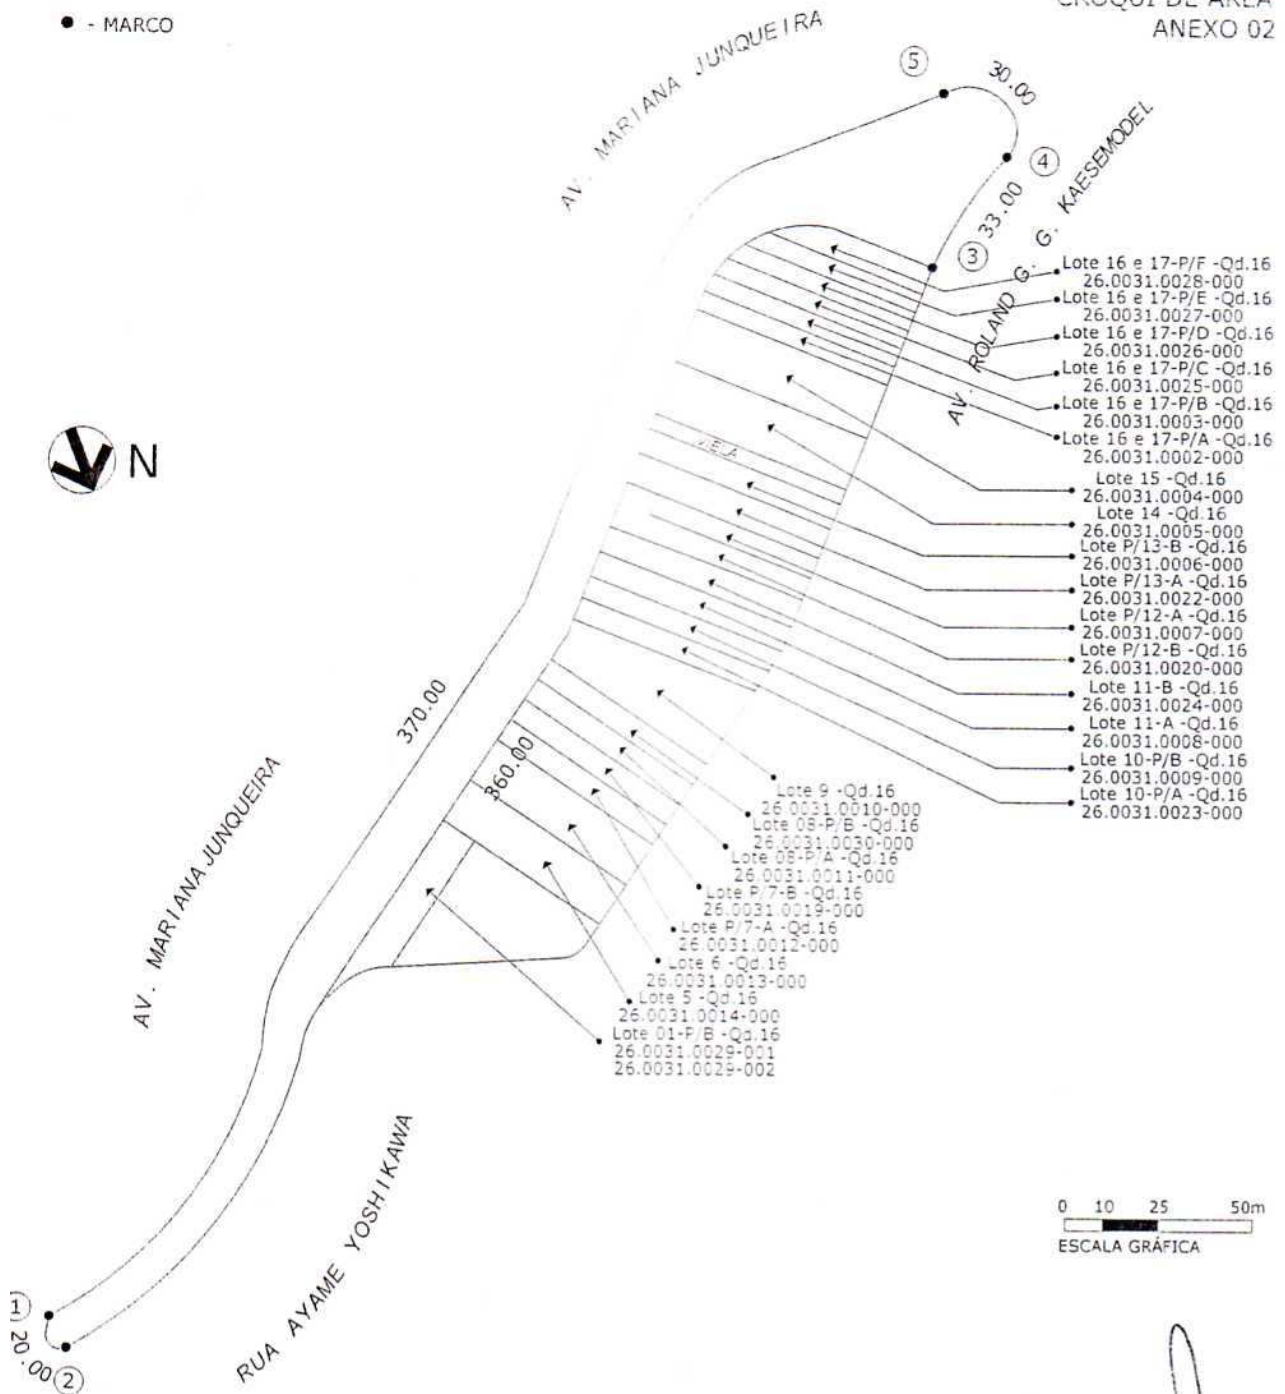 - MARCO
CROQUI DE ÁREA
ANEXO 02
AV. MARIANA JUNQUEIRA
5
30.00
4
33.00
3
AV. ROLAND G. G. KAESEMODEL
Lote 16 e 17-P/F -Qd.16
26.0031.0028-000
Lote 16 e 17-P/E -Qd.16
26.0031.0027-000
Lote 16 e 17-P/D -Qd.16
26.0031.0026-000
Lote 16 e 17-P/C -Qd.16
26.0031.0025-000
Lote 16 e 17-P/B -Qd.16
26.0031.0003-000
Lote 16 e 17-P/A -Qd.16
26.0031.0002-000
N
VIELA
Lote 15 -Qd.16
26.0031.0004-000
Lote 14 -Qd.16
26.0031.0005-000
Lote P/13-B -Qd.16
26.0031.0006-000
Lote P/13-A -Qd.16
26.0031.0022-000
Lote P/12-A -Qd.16
26.0031.0007-000
Lote P/12-B -Qd.16
26.0031.0020-000
Lote 11-B -Qd.16
26.0031.0024-000
Lote 11-A -Qd.16
26.0031.0008-000
Lote 10-P/B -Qd.16
26.0031.0009-000
Lote 10-P/A -Qd.16
26.0031.0023-000
370.00
360.00
Lote 9 -Qd.16
26.0031.0010-000
Lote 08-P/B -Qd.16
26.0031.0030-000
Lote 08-P/A -Qd.16
26.0031.0011-000
Lote P/7-B -Qd.16
26.0031.0019-000
Lote P/7-A -Qd.16
26.0031.0012-000
Lote 6 -Qd.16
26.0031.0013-000
Lote 5 -Qd.16
26.0031.0014-000
Lote 01-P/B -Qd.16
26.0031.0029-001
26.0031.0029-002
AV. MARIANA JUNQUEIRA
RUA AYAME YOSHIKAWA
0 10 25 50m
ESCALA GRÁFICA
1
20.00
2